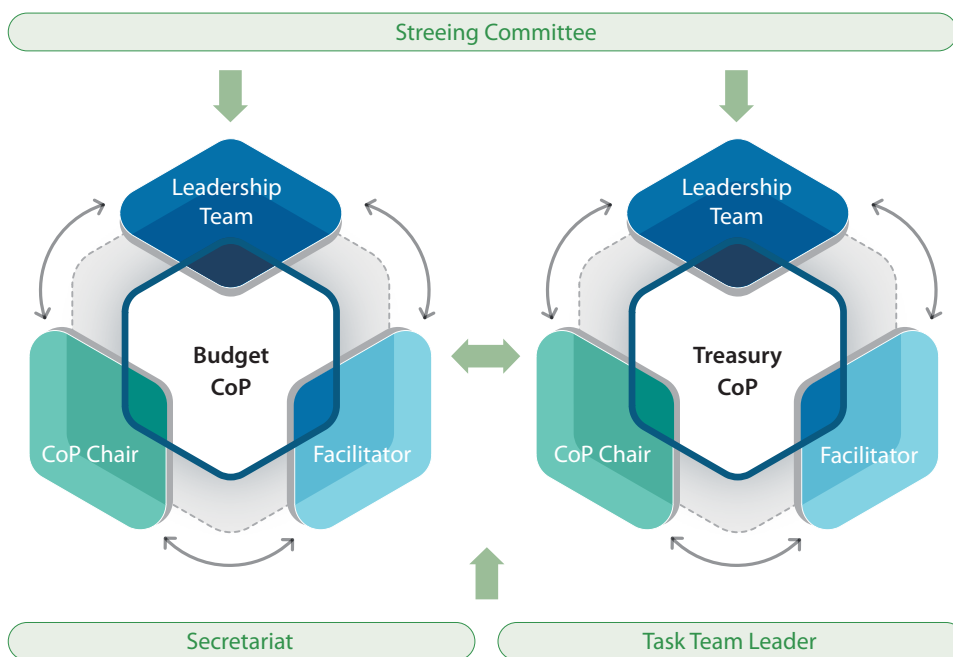 Streeing Committee
Leadership
Team
Budget
CoP
CoP Chair
Facilitator
Leadership
Team
Treasury
CoP
CoP Chair
Facilitator
Secretariat
Task Team Leader